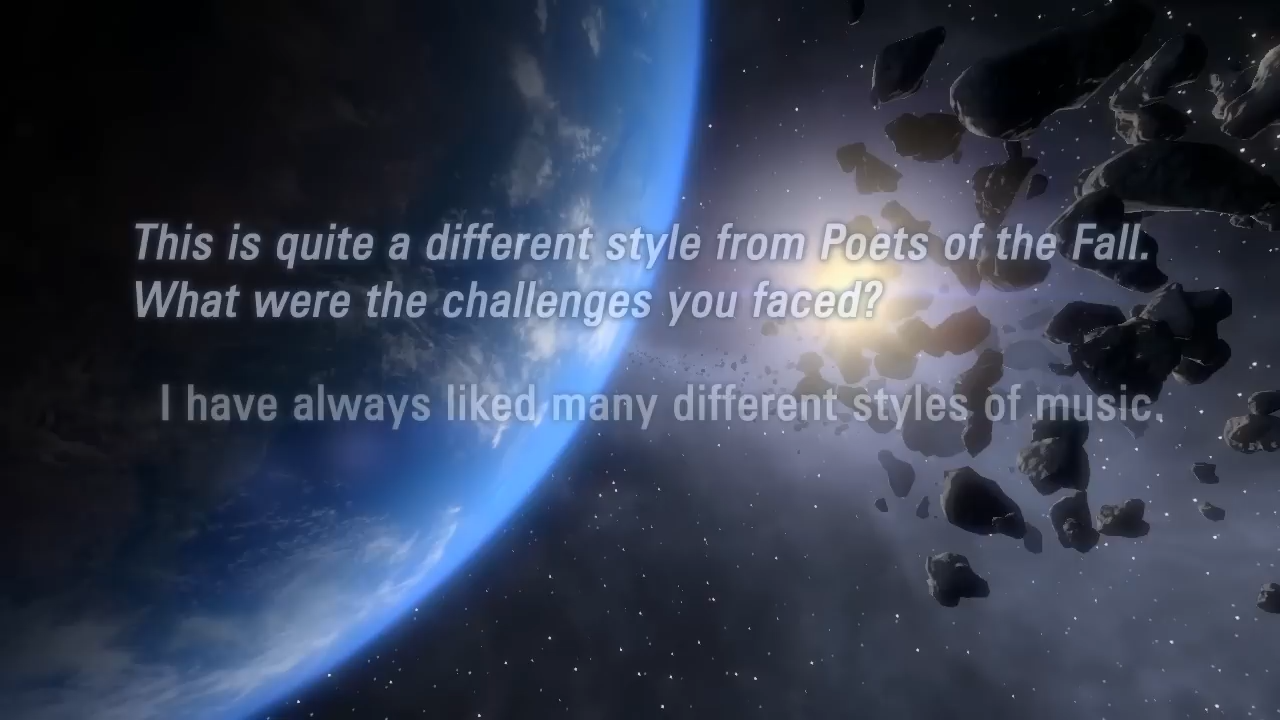 This is quite a different style from Poets of the Fall.
What were the challenges you faced?
I have always liked many different styles of music.